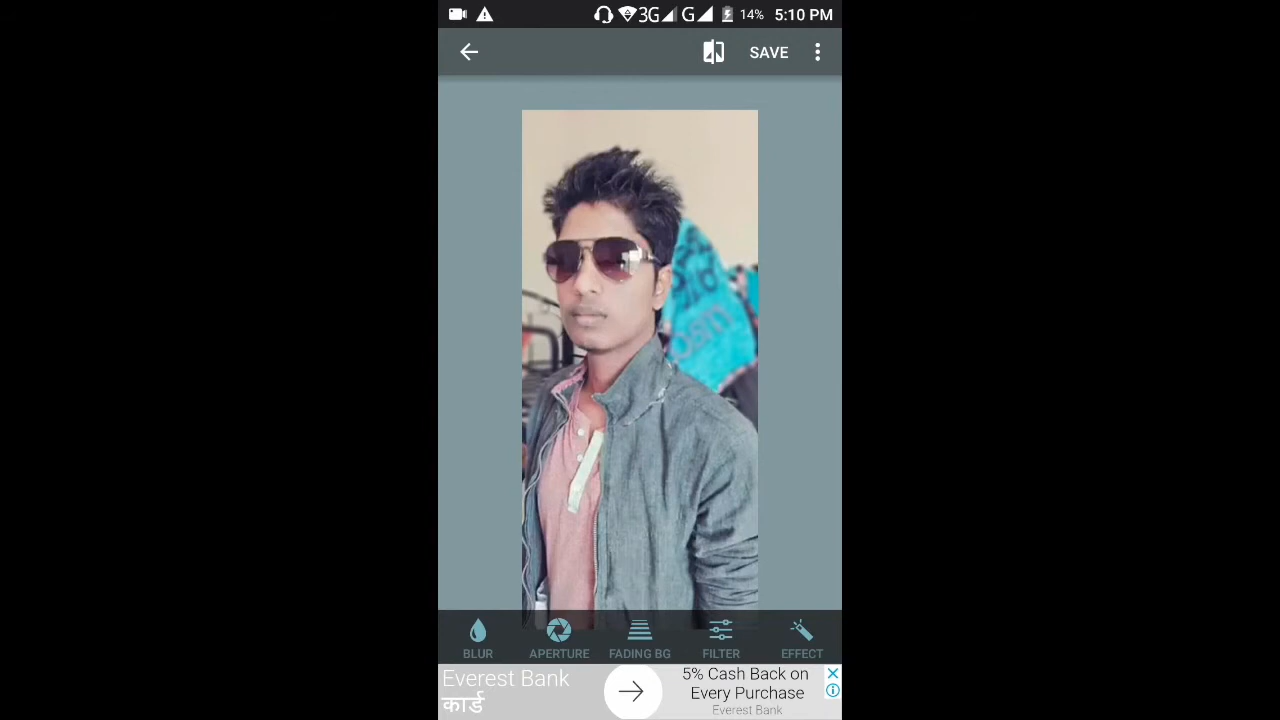 3G G 14% 5:10 PM
SAVE
BLUR APERTURE FADING BG FILTER EFFECT
Everest Bank
कार्ड
5% Cash Back on
Every Purchase
Everest Bank